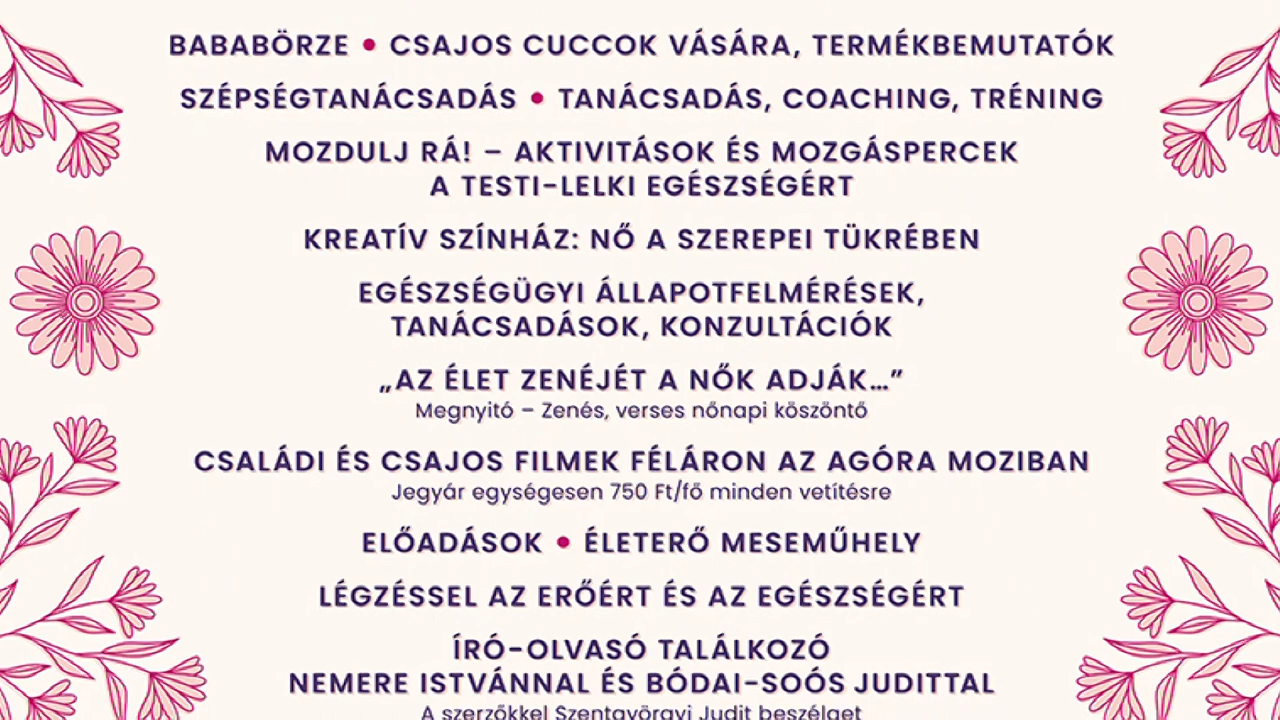 BABABÖRZE • CSAJOS CUCCOK VÁSÁRA, TERMÉKBEMUTATÓK
SZÉPSÉGTANÁCSADÁS • TANÁCSADÁS, COACHING, TRÉNING
MOZDULJ RÁ! – AKTIVITÁSOK ÉS MOZGÁSPERCEK
A TESTI-LELKI EGÉSZSÉGÉRT
KREATÍV SZÍNHÁZ: NŐ A SZEREPEI TÜKRÉBEN
EGÉSZSÉGÜGYI ÁLLAPOTFELMÉRÉSEK,
TANÁCSADÁSOK, KONZULTÁCIÓK
„AZ ÉLET ZENÉJÉT A NŐK ADJÁK…”
Megnyitó – Zenés, verses nőnapi köszöntő
CSALÁDI ÉS CSAJOS FILMEK FÉLÁRON AZ AGÓRA MOZIBAN
Jegyár egységesen 750 Ft/fő minden vetítésre
ELŐADÁSOK • ÉLETERŐ MESEMŰHELY
LÉGZÉSSEL AZ ERŐÉRT ÉS AZ EGÉSZSÉGÉRT
ÍRÓ-OLVASÓ TALÁLKOZÓ
NEMERE ISTVÁNNAL ÉS BÓDAI-SOÓS JUDITTAL
A szerzőkkel Szentgyörgyi Judit beszélget